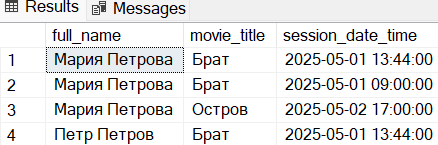 Results Messages
full_name movie_title session_date_time
1 Мария Петрова Брат 2025-05-01 13:44:00
2 Мария Петрова Брат 2025-05-01 09:00:00
3 Мария Петрова Остров 2025-05-02 17:00:00
4 Петр Петров Брат 2025-05-01 13:44:00